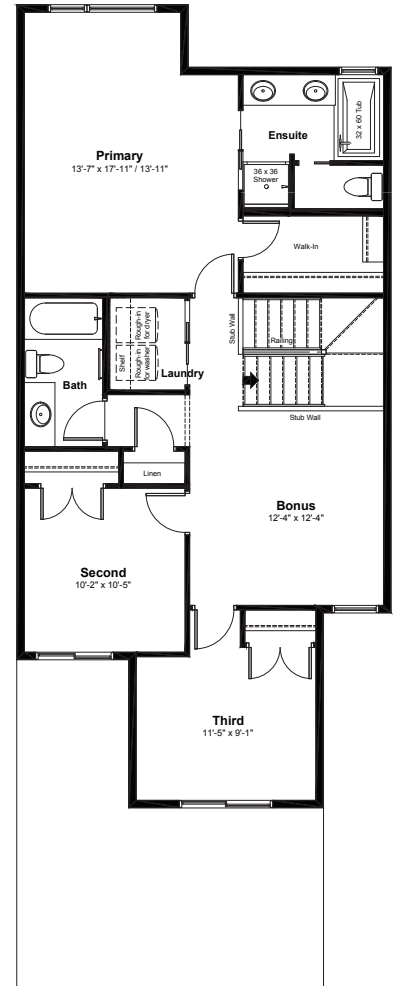 Primary
13'-7" x 17'-11" / 13'-11"
Ensuite
32 x 60 Tub
36 x 36
Shower
Walk-In
Shelf
Rough-in
for dryer
Rough-in
for washer
Laundry
Stub Wall
Railing
Stub Wall
Bath
Linen
Bonus
12'-4" x 12'-4"
Second
10'-2" x 10'-5"
Third
11'-5" x 9'-1"